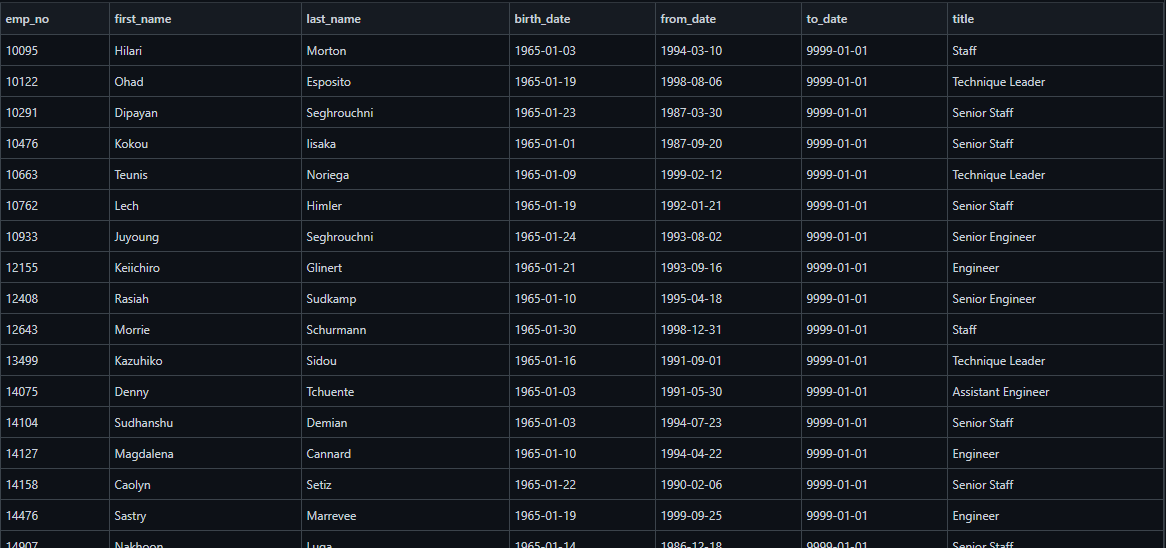 emp_no first_name last_name birth_date from_date to_date title
10095 Hilari Morton 1965-01-03 1994-03-10 9999-01-01 Staff
10122 Ohad Esposito 1965-01-19 1998-08-06 9999-01-01 Technique Leader
10291 Dipayan Seghrouchni 1965-01-23 1987-03-30 9999-01-01 Senior Staff
10476 Kokou Iisaka 1965-01-01 1987-09-20 9999-01-01 Senior Staff
10663 Teunis Noriega 1965-01-09 1999-02-12 9999-01-01 Technique Leader
10762 Lech Himler 1965-01-19 1992-01-21 9999-01-01 Senior Staff
10933 Juyoung Seghrouchni 1965-01-24 1993-08-02 9999-01-01 Senior Engineer
12155 Keiichiro Glinert 1965-01-21 1993-09-16 9999-01-01 Engineer
12408 Rasiah Sudkamp 1965-01-10 1995-04-18 9999-01-01 Senior Engineer
12643 Morrie Schurmann 1965-01-30 1998-12-31 9999-01-01 Staff
13499 Kazuhiko Sidou 1965-01-16 1991-09-01 9999-01-01 Technique Leader
14075 Denny Tchuente 1965-01-03 1991-05-30 9999-01-01 Assistant Engineer
14104 Sudhanshu Demian 1965-01-03 1994-07-23 9999-01-01 Senior Staff
14127 Magdalena Cannard 1965-01-10 1994-04-22 9999-01-01 Engineer
14158 Caolyn Setiz 1965-01-22 1990-02-06 9999-01-01 Senior Staff
14476 Sastry Marrevee 1965-01-19 1999-09-25 9999-01-01 Engineer
14907 Nakhoon Luga 1965-01-14 1986-12-18 9999-01-01 Senior Staff